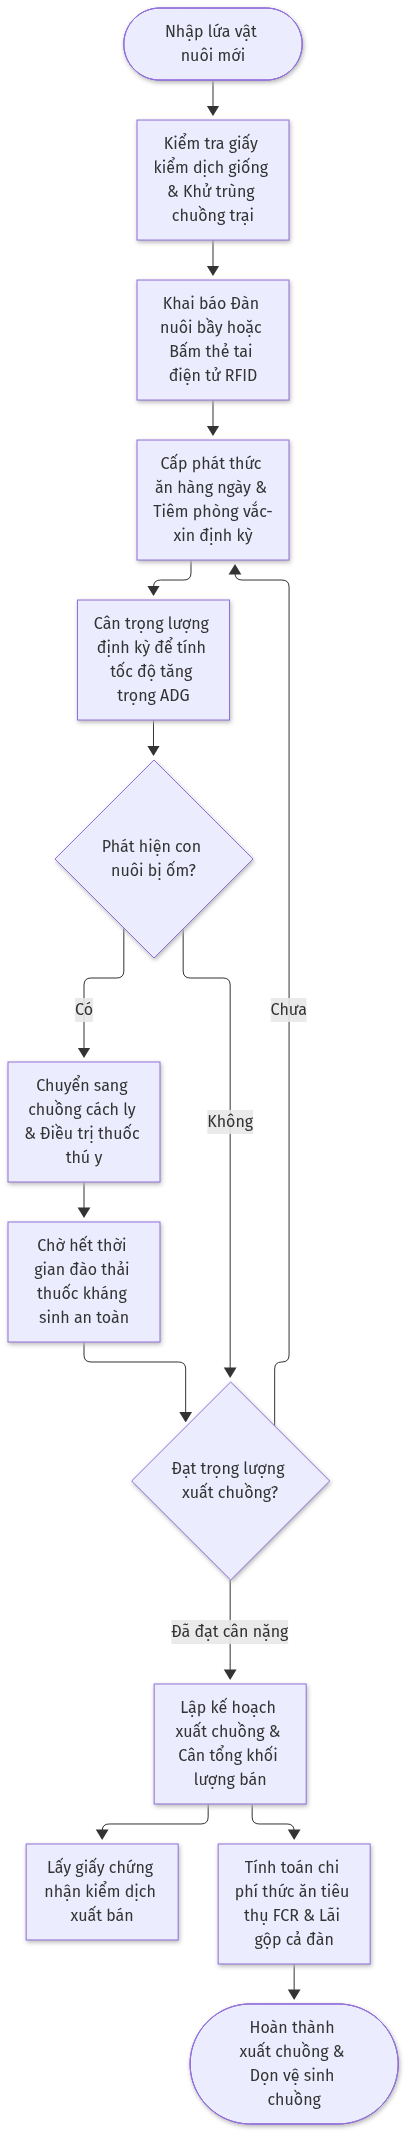 Nhập lứa vật
nuôi mới
Kiểm tra giấy
kiểm dịch giống
& Khử trùng
chuồng trại
Khai báo Đàn
nuôi bầy hoặc
Bấm thẻ tai
điện tử RFID
Cấp phát thức
ăn hàng ngày &
Tiêm phòng vắc-
xin định kỳ
Cân trọng lượng
định kỳ để tính
tốc độ tăng
trọng ADG
Phát hiện con
nuôi bị ốm?
Có
Chưa
Chuyển sang
chuồng cách ly
& Điều trị thuốc
thú y
Không
Chờ hết thời
gian đào thải
thuốc kháng
sinh an toàn
Đạt trọng lượng
xuất chuồng?
Đã đạt cân nặng
Lập kế hoạch
xuất chuồng &
Cân tổng khối
lượng bán
Lấy giấy chứng
nhận kiểm dịch
xuất bán
Tính toán chi
phí thức ăn tiêu
thụ FCR & Lãi
gộp cả đàn
Hoàn thành
xuất chuồng &
Dọn vệ sinh
chuồng